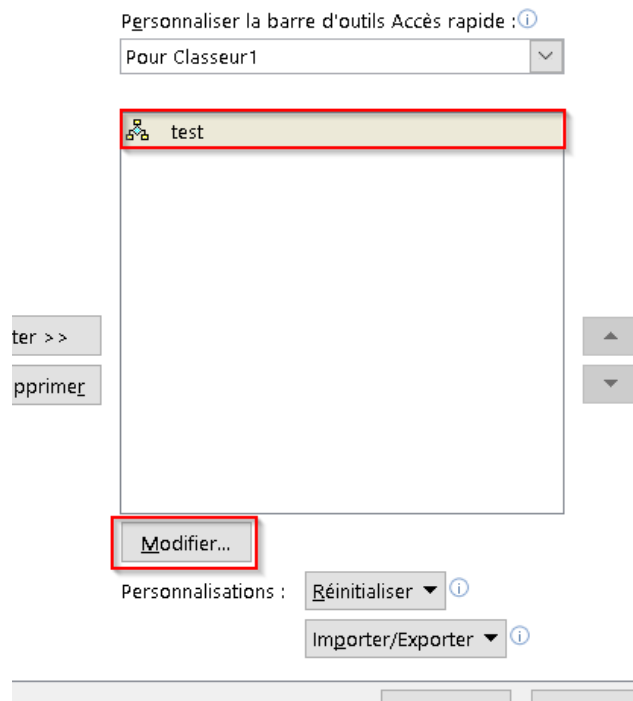 Personnaliser la barre d'outils Accès rapide :
Pour Classeur1
test
ter >>
pprimer
Modifier...
Personnalisations :
Réinitialiser
Importer/Exporter